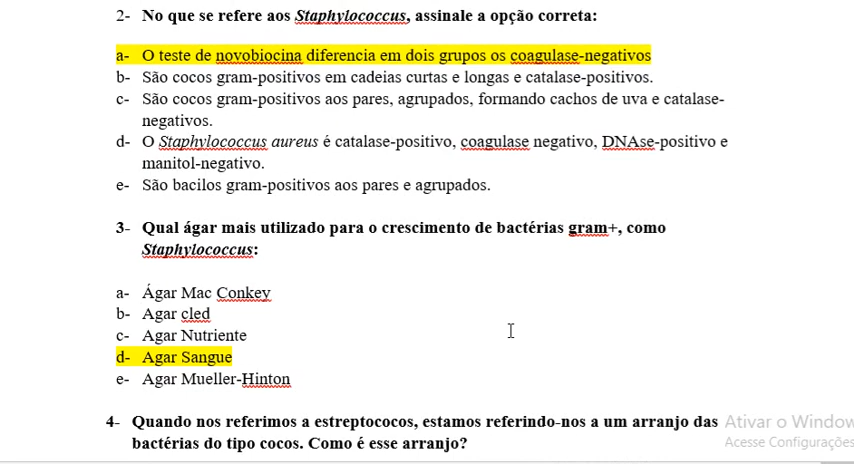 2- No que se refere aos Staphylococcus, assinale a opção correta:
a- O teste de novobiocina diferencia em dois grupos os coagulase-negativos
b- São cocos gram-positivos em cadeias curtas e longas e catalase-positivos.
c- São cocos gram-positivos aos pares, agrupados, formando cachos de uva e catalase-
negativos.
d- O Staphylococcus aureus é catalase-positivo, coagulase negativo, DNAse-positivo e
manitol-negativo.
e- São bacilos gram-positivos aos pares e agrupados.
3- Qual ágar mais utilizado para o crescimento de bactérias gram+, como
Staphylococcus:
a- Ágar Mac Conkey
b- Agar cled
c- Agar Nutriente
d- Agar Sangue
e- Agar Mueller-Hinton
4- Quando nos referimos a estreptococos, estamos referindo-nos a um arranjo das
bactérias do tipo cocos. Como é esse arranjo?
Ativar o Window
Acesse Configurações